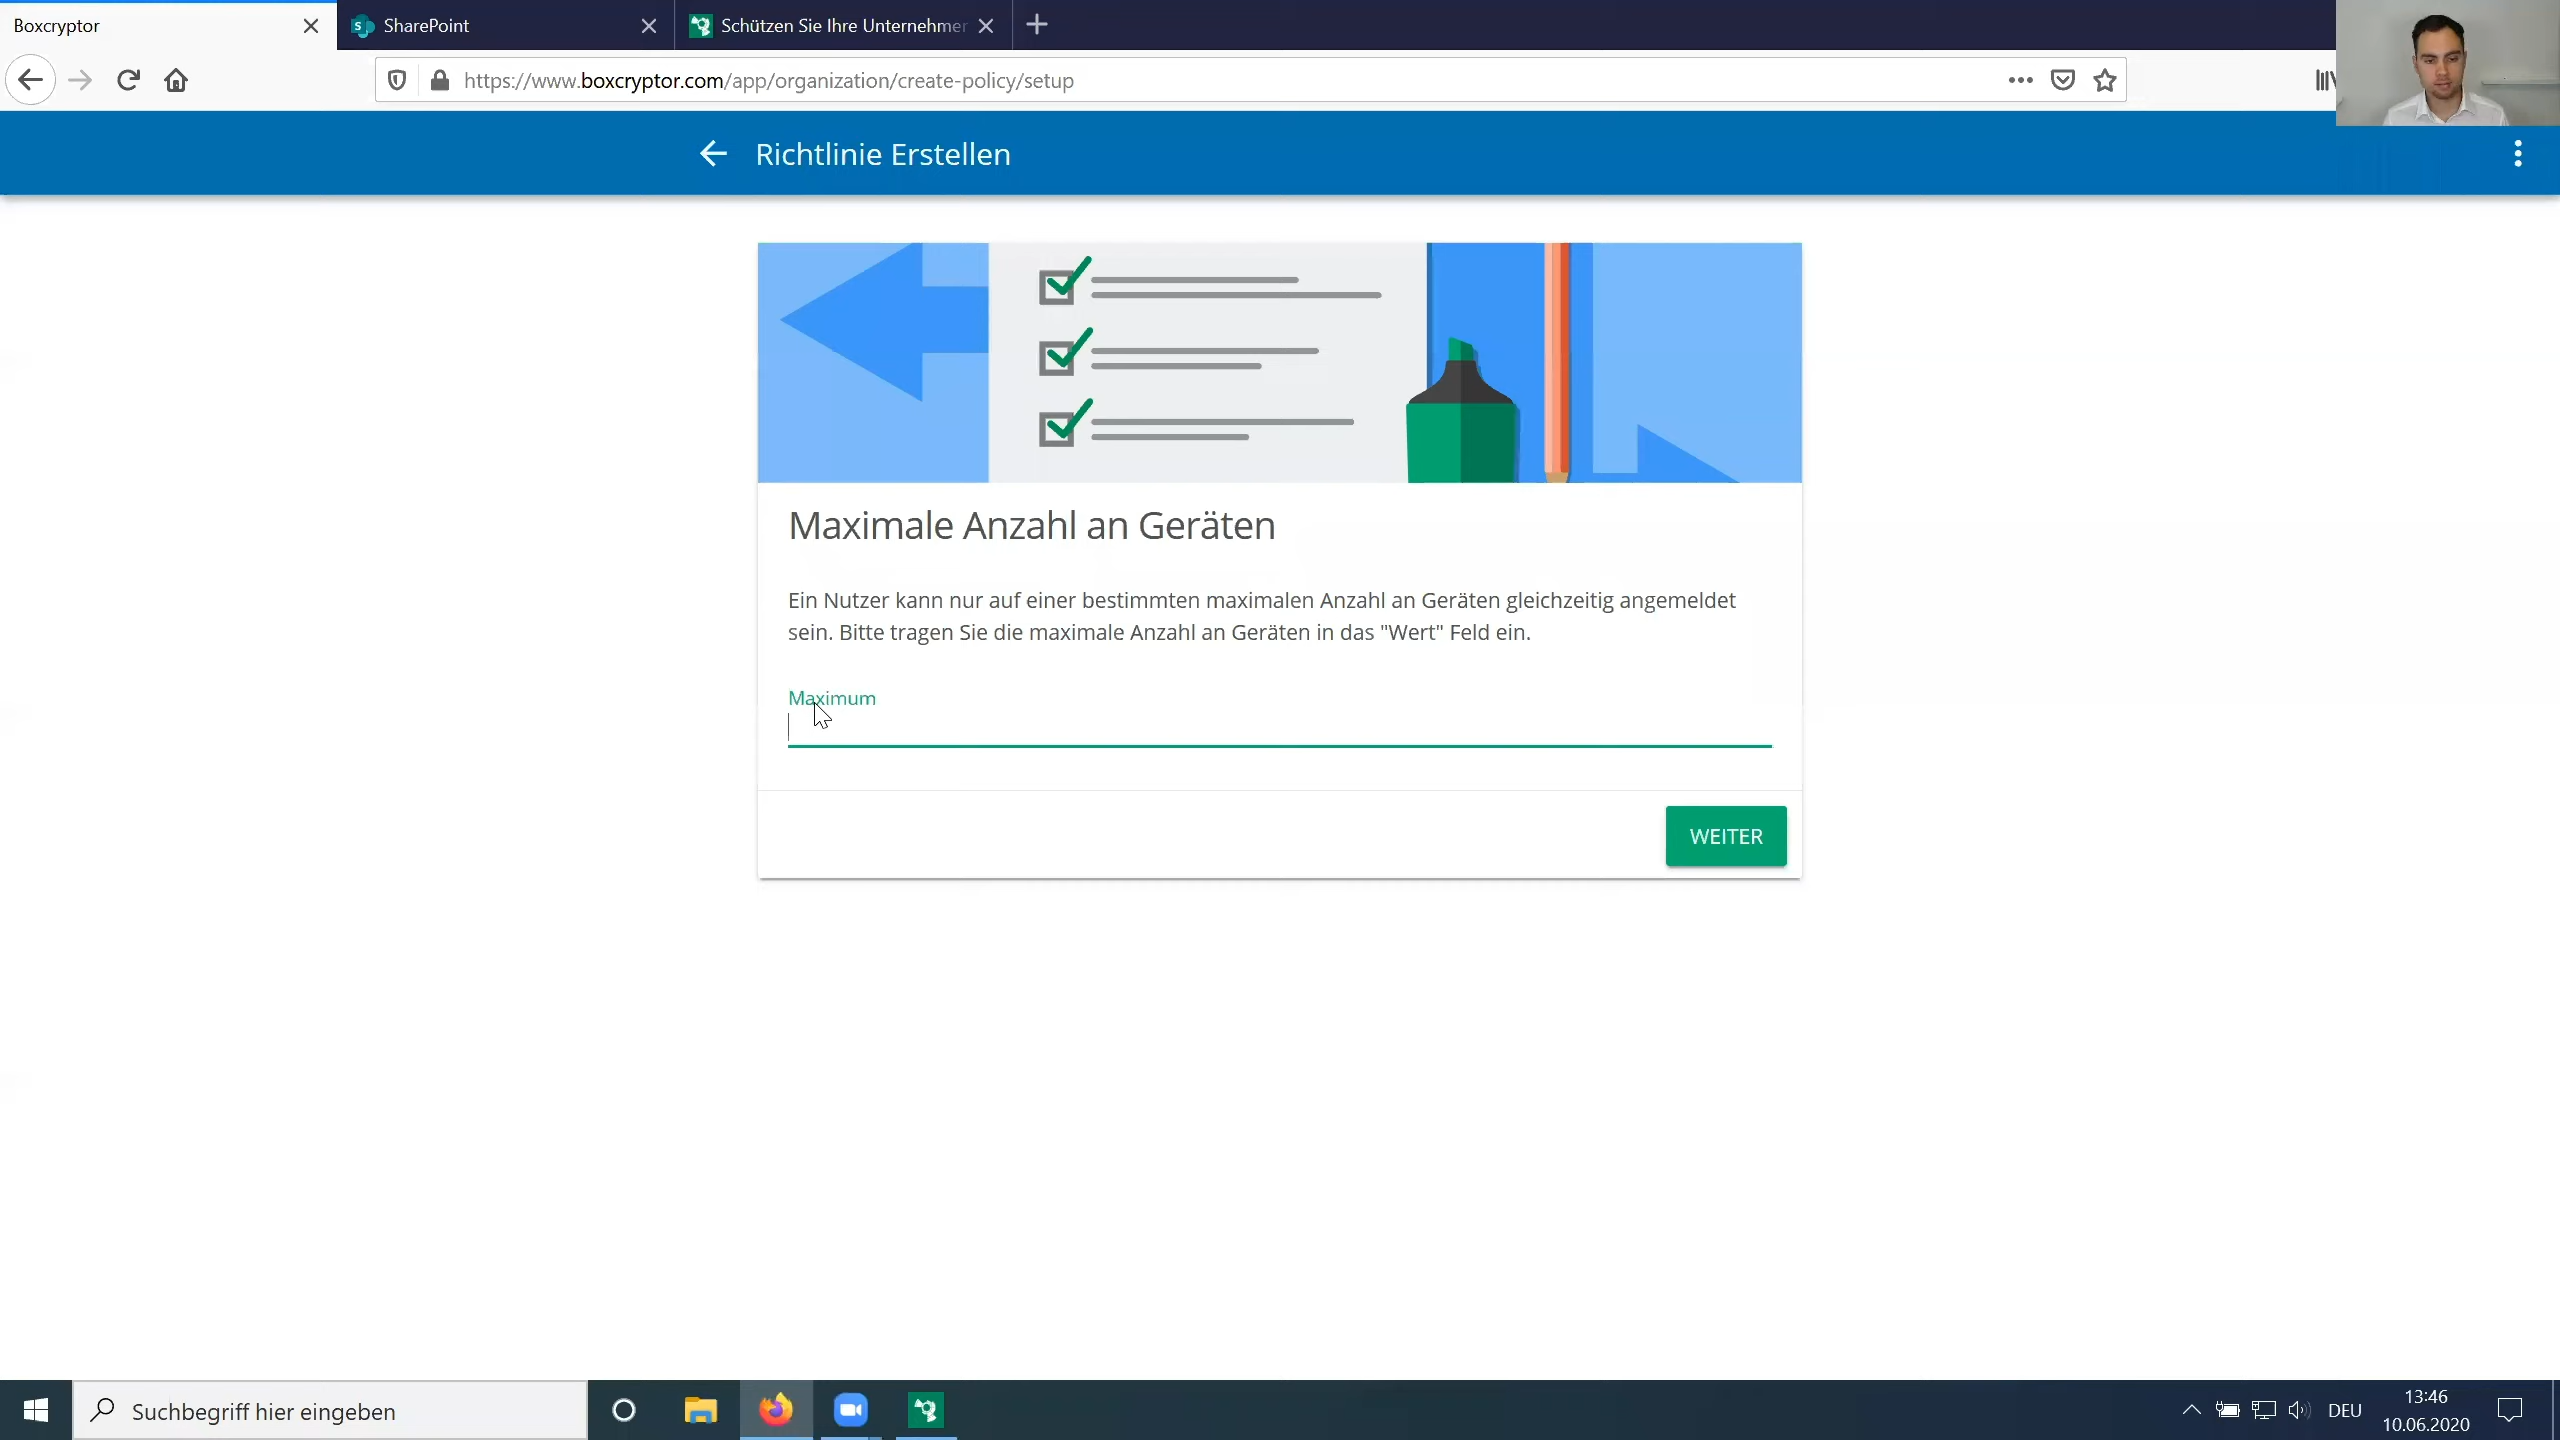 Boxcryptor
SharePoint
Schützen Sie Ihre Unternehmer
https://www.boxcryptor.com/app/organization/create-policy/setup
Richtlinie Erstellen
Maximale Anzahl an Geräten
Ein Nutzer kann nur auf einer bestimmten maximalen Anzahl an Geräten gleichzeitig angemeldet
sein. Bitte tragen Sie die maximale Anzahl an Geräten in das "Wert" Feld ein.
Maximum
WEITER
Suchbegriff hier eingeben
DEU
13:46
10.06.2020